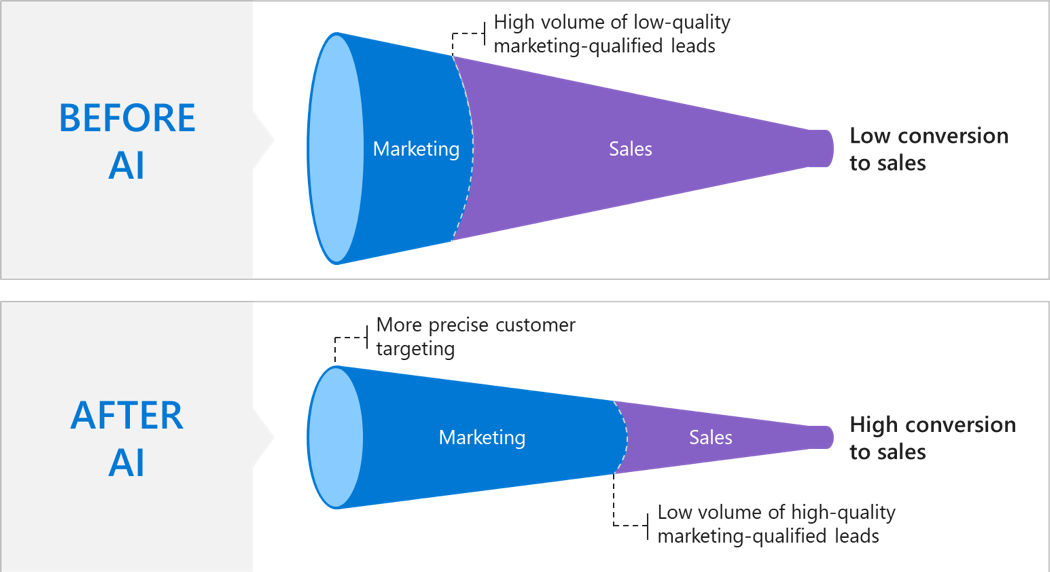 BEFORE
AI
High volume of low-quality
marketing-qualified leads
Marketing
Sales
Low conversion
to sales
AFTER
AI
More precise customer
targeting
Marketing
Sales
High conversion
to sales
Low volume of high-quality
marketing-qualified leads